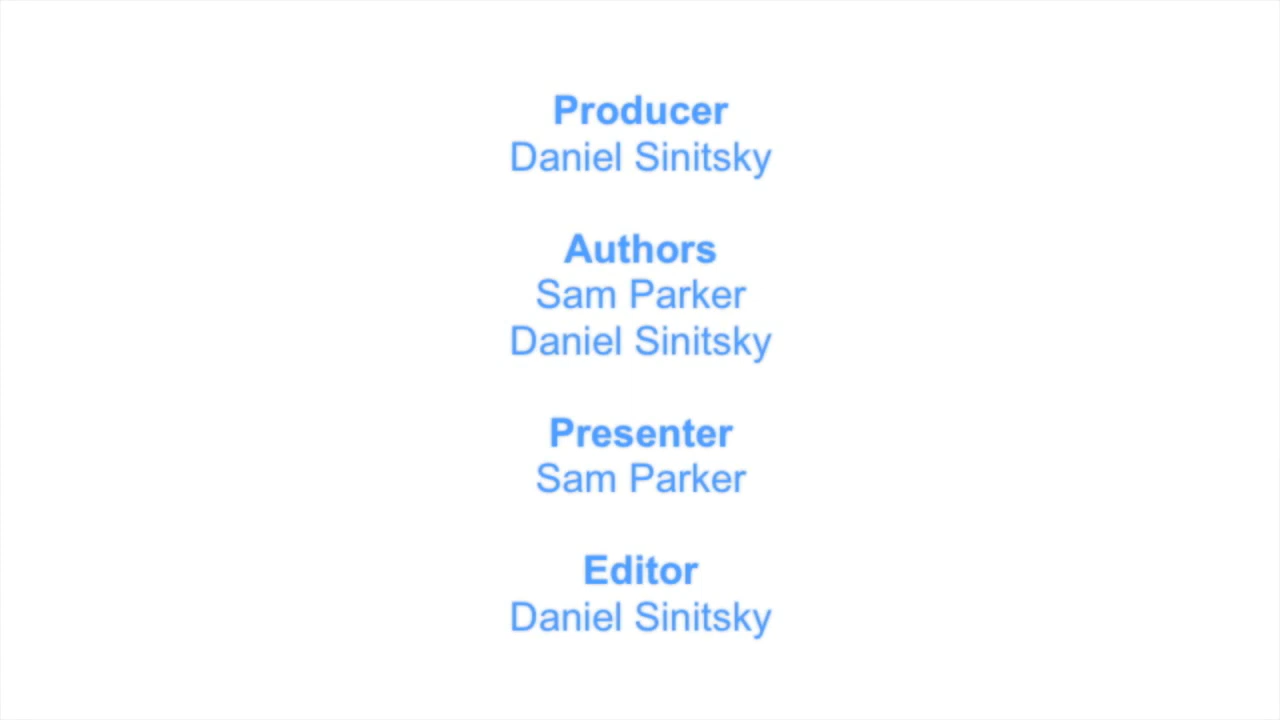 Producer
Daniel Sinitsky
Authors
Sam Parker
Daniel Sinitsky
Presenter
Sam Parker
Editor
Daniel Sinitsky